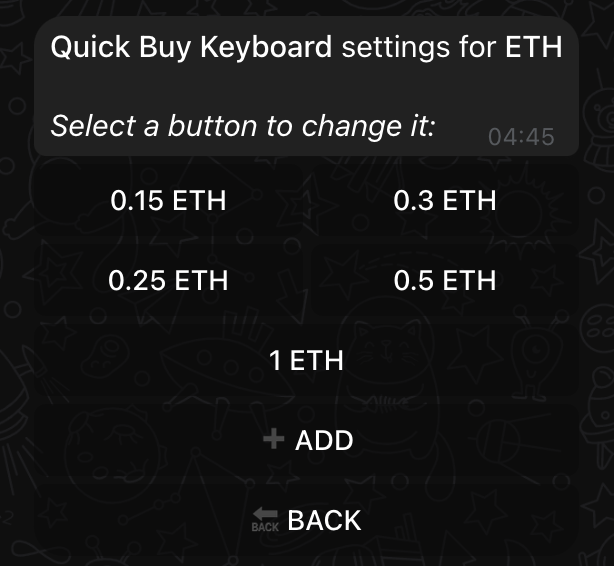 Quick Buy Keyboard settings for ETH
Select a button to change it:
04:45
0.15 ETH
0.3 ETH
0.25 ETH
0.5 ETH
1 ETH
➕ ADD
🔙 BACK